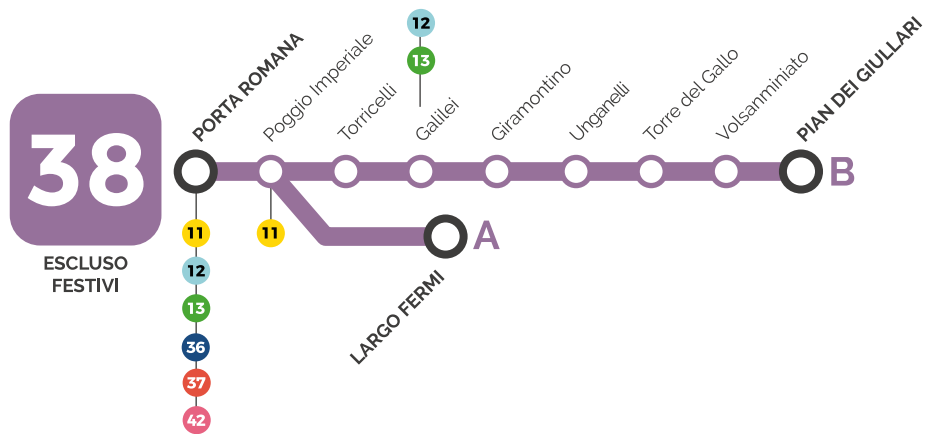 38
ESCLUSO
FESTIVI
PORTA ROMANA
Poggio Imperiale
Torricelli
Galilei
Giramontino
Unganelli
Torre del Gallo
Volsanminiato
PIAN DEI GIULLARI
12
13
B
A
LARGO FERMI
11
12
13
36
37
42
11